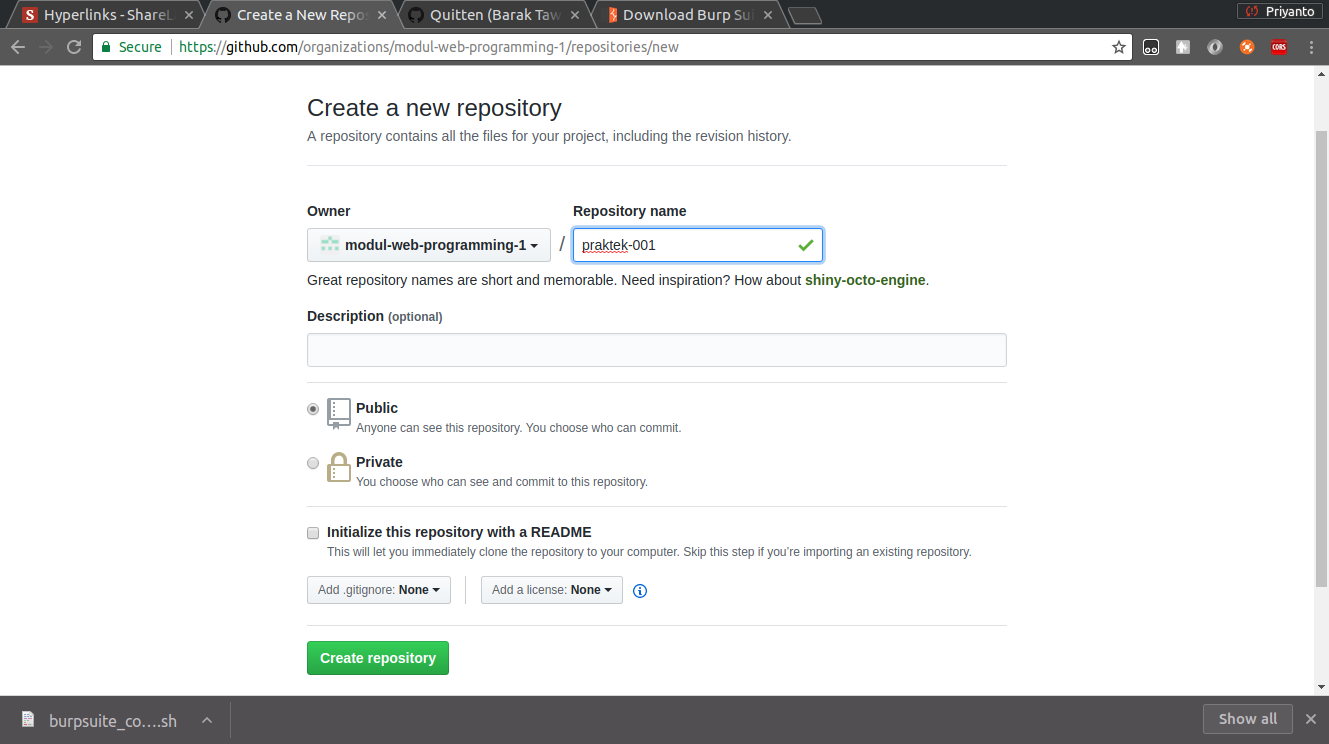 Hyperlinks - ShareL
Create a New Repos
Quitten (Barak Taw
Download Burp Sui
Priyanto
Secure https://github.com/organizations/modul-web-programming-1/repositories/new
CORS
Create a new repository
A repository contains all the files for your project, including the revision history.
Owner Repository name
modul-web-programming-1 / praktek-001
Great repository names are short and memorable. Need inspiration? How about shiny-octo-engine.
Description (optional)
Public
Anyone can see this repository. You choose who can commit.
Private
You choose who can see and commit to this repository.
Initialize this repository with a README
This will let you immediately clone the repository to your computer. Skip this step if you’re importing an existing repository.
Add .gitignore: None Add a license: None
Create repository
burpsuite_co....sh Show all